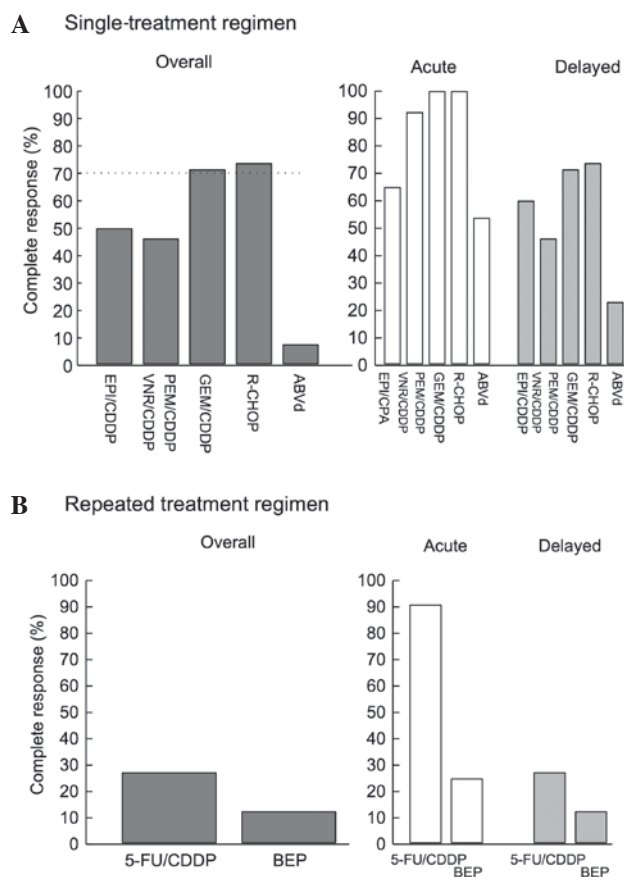 A Single-treatment regimen
Overall
Complete response (%)
100
90
80
70
60
50
40
30
20
10
0
EPI/CDDP
VNR/CDDP
PEM/CDDP
GEM/CDDP
R-CHOP
ABVd
Acute
Delayed
100
90
80
70
60
50
40
30
20
10
0
EPI/CPA
VNR/CDDP
PEM/CDDP
GEM/CDDP
R-CHOP
ABVd
EPI/CDDP
VNR/CDDP
PEM/CDDP
GEM/CDDP
R-CHOP
ABVd
B Repeated treatment regimen
Overall
Complete response (%)
100
90
80
70
60
50
40
30
20
10
0
5-FU/CDDP
BEP
Acute
Delayed
100
90
80
70
60
50
40
30
20
10
0
5-FU/CDDP
BEP
5-FU/CDDP
BEP